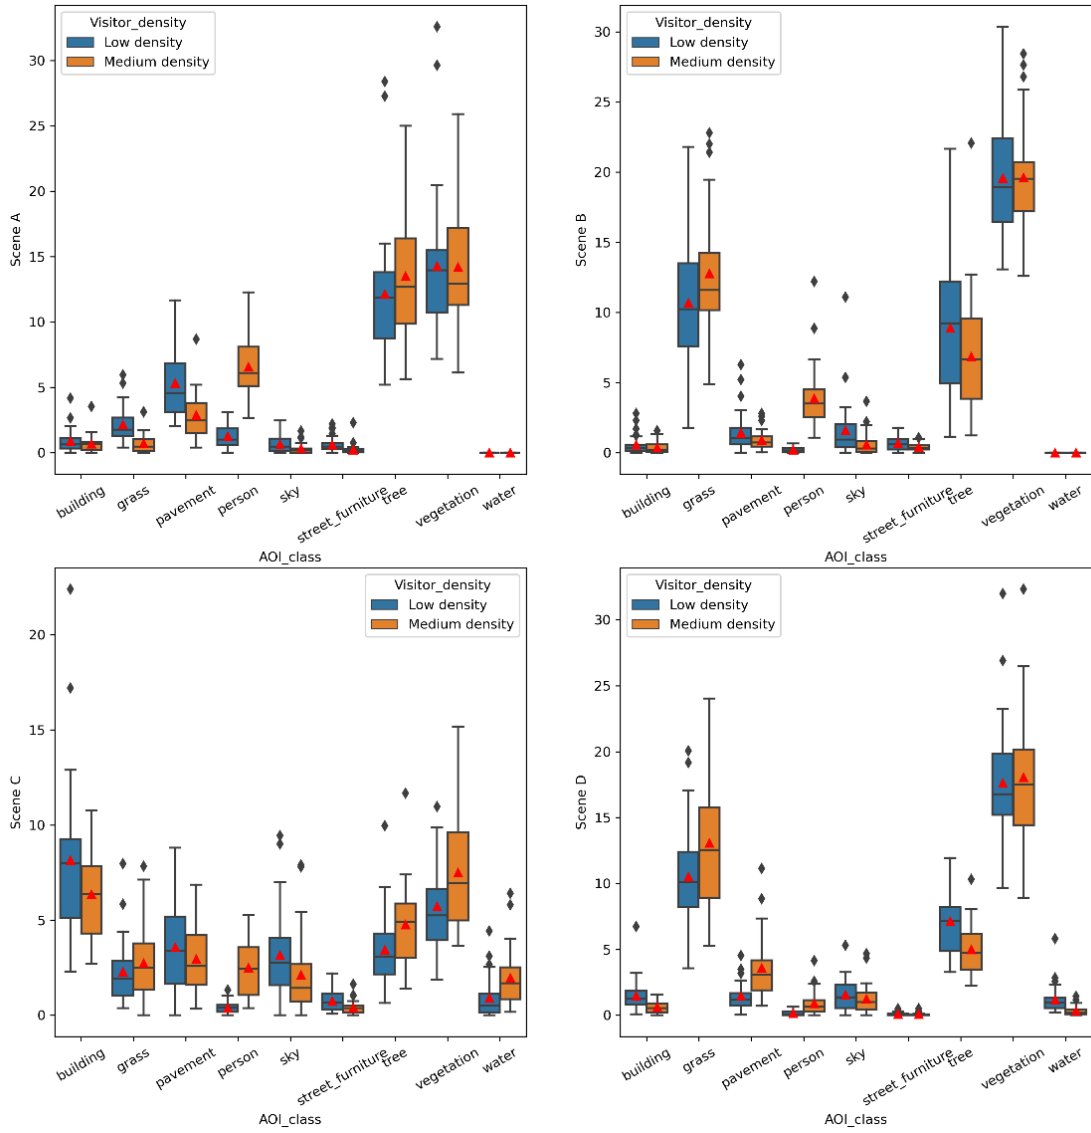 Visitor_density
Low density
Medium density
30
25
20
15
10
5
0
Scene A
building
grass
pavement
person
sky
street_furniture
tree
vegetation
water
AOI_class
Visitor_density
Low density
Medium density
30
25
20
15
10
5
0
Scene B
building
grass
pavement
person
sky
street_furniture
tree
vegetation
water
AOI_class
Visitor_density
Low density
Medium density
20
15
10
5
0
Scene C
building
grass
pavement
person
sky
street_furniture
tree
vegetation
water
AOI_class
Visitor_density
Low density
Medium density
30
25
20
15
10
5
0
Scene D
building
grass
pavement
person
sky
street_furniture
tree
vegetation
water
AOI_class